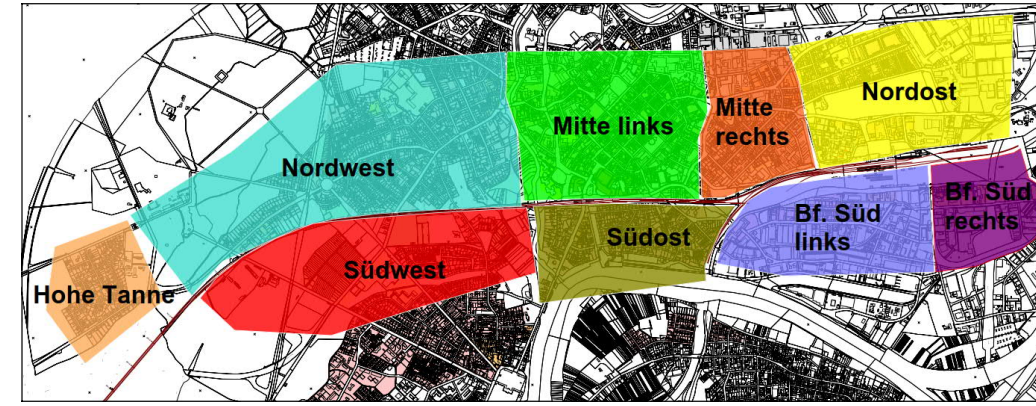 Nordost
Mitte
rechts
Mitte links
Nordwest
Bf. Süd
rechts
Bf. Süd
links
Südost
Südwest
Hohe Tanne